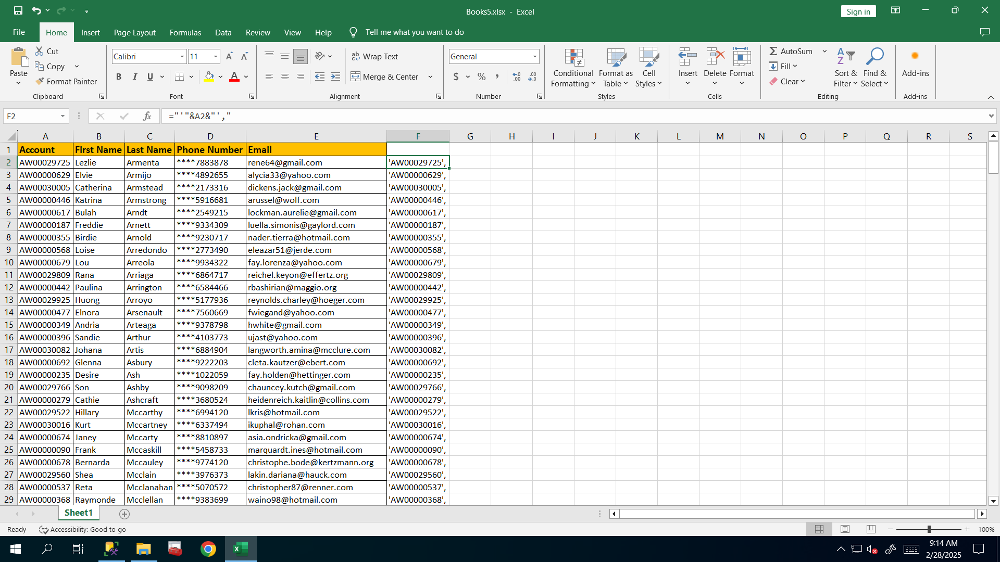 Books5.xlsx - Excel
Sign in
File Home Insert Page Layout Formulas Data Review View Help Tell me what you want to do
Paste
Cut
Copy
Format Painter
Clipboard
Calibri 11
B I U
Font
Wrap Text
Merge & Center
Alignment
General
$ % ,
Number
Conditional Formatting
Format as Table
Cell Styles
Styles
Insert
Delete
Format
Cells
AutoSum
Fill
Clear
Sort & Filter
Find & Select
Editing
Add-ins
Add-ins
F2 fx ="'"&A2&"',"
A B C D E F G H I J K L M N O P Q R S
1 Account First Name Last Name Phone Number Email
2 AW00029725 Lezlie Armenta ****7883878 rene64@gmail.com 'AW00029725',
3 AW00000629 Elvie Armijo ****4892655 alycia33@yahoo.com 'AW00000629',
4 AW00030005 Catherina Armstead ****2173316 dickens.jack@gmail.com 'AW00030005',
5 AW00000446 Katrina Armstrong ****5916681 arussel@wolf.com 'AW00000446',
6 AW00000617 Bulah Arndt ****2549215 lockman.aurelie@gmail.com 'AW00000617',
7 AW00000187 Freddie Arnett ****9334309 luella.simonis@gaylord.com 'AW00000187',
8 AW00000355 Birdie Arnold ****9230717 nader.tierra@hotmail.com 'AW00000355',
9 AW00000568 Loise Arredondo ****2773490 eleazar51@jerde.com 'AW00000568',
10 AW00000679 Lou Arreola ****9934322 fay.lorenza@yahoo.com 'AW00000679',
11 AW00029809 Rana Arriaga ****6864717 reichel.keyon@effertz.org 'AW00029809',
12 AW00000442 Paulina Arrington ****6584466 rbashirian@maggio.org 'AW00000442',
13 AW00029925 Huong Arroyo ****5177936 reynolds.charley@hoeger.com 'AW00029925',
14 AW00000477 Elnora Arsenault ****7560669 fwiegand@yahoo.com 'AW00000477',
15 AW00000349 Andria Arteaga ****9378798 hwhite@gmail.com 'AW00000349',
16 AW00000396 Sandie Arthur ****4103773 ujast@yahoo.com 'AW00000396',
17 AW00030082 Johana Artis ****6884904 langworth.amina@mcclure.com 'AW00030082',
18 AW00000692 Glenna Asbury ****9222203 cleta.kautzer@ebert.com 'AW00000692',
19 AW00000235 Desire Ash ****1022059 fay.holden@hettinger.com 'AW00000235',
20 AW00029766 Son Ashby ****9098209 chauncey.kutch@gmail.com 'AW00029766',
21 AW00000279 Cathie Ashcraft ****3680524 heidenreich.kaitlin@collins.com 'AW00000279',
22 AW00029522 Hillary Mccarthy ****6994120 lkris@hotmail.com 'AW00029522',
23 AW00030016 Kurt Mccartney ****6337494 ikuphal@rohan.com 'AW00030016',
24 AW00000674 Janey Mccarty ****8810897 asia.ondricka@gmail.com 'AW00000674',
25 AW00000090 Frank Mccaskill ****5458733 marquardt.ines@hotmail.com 'AW00000090',
26 AW00000678 Bernarda Mccauley ****9774120 christophe.bode@kertzmann.org 'AW00000678',
27 AW00029560 Shea Mcclain ****3976373 lakin.dariana@hauck.com 'AW00029560',
28 AW00000537 Reta Mcclanahan ****5070572 christopher87@renner.com 'AW00000537',
29 AW00000368 Raymonde Mcclellan ****9383699 waino98@hotmail.com 'AW00000368',
Sheet1
Ready Accessibility: Good to go 100%
9:14 AM
2/28/2025